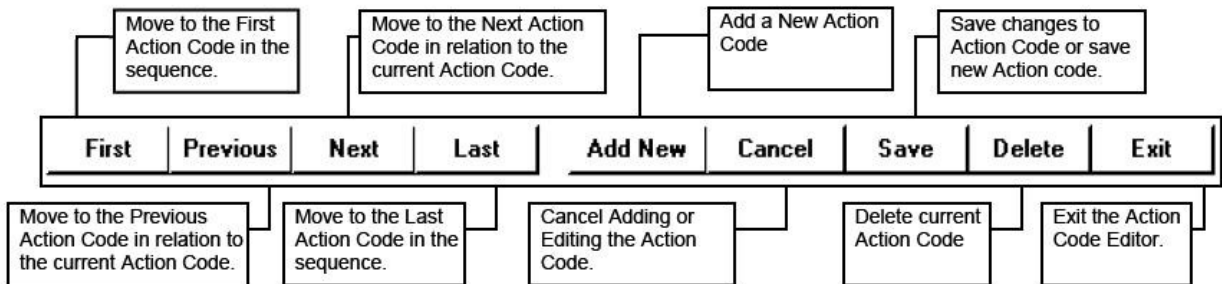 Move to the First
Action Code in the
sequence.
Move to the Next Action
Code in relation to the
current Action Code.
Add a New Action
Code
Save changes to
Action Code or save
new Action code.
First Previous Next Last Add New Cancel Save Delete Exit
Move to the Previous
Action Code in relation to
the current Action Code.
Move to the Last
Action Code in the
sequence.
Cancel Adding or
Editing the Action
Code.
Delete current
Action Code
Exit the Action
Code Editor.